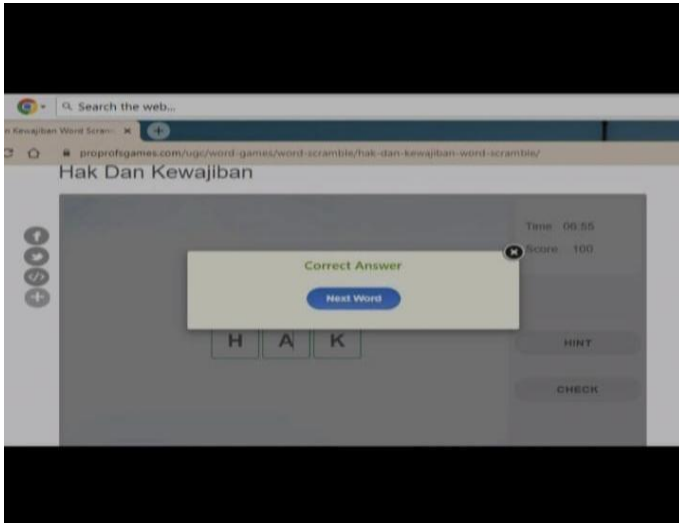 Search the web...
n Kewajiban Word Scram
proprofsgames.com/ugc/word-games/word-scramble/hak-dan-kewajiban-word-scramble/
Hak Dan Kewajiban
Time 06:55
Score 100
Correct Answer
Next Word
H A K
HINT
CHECK